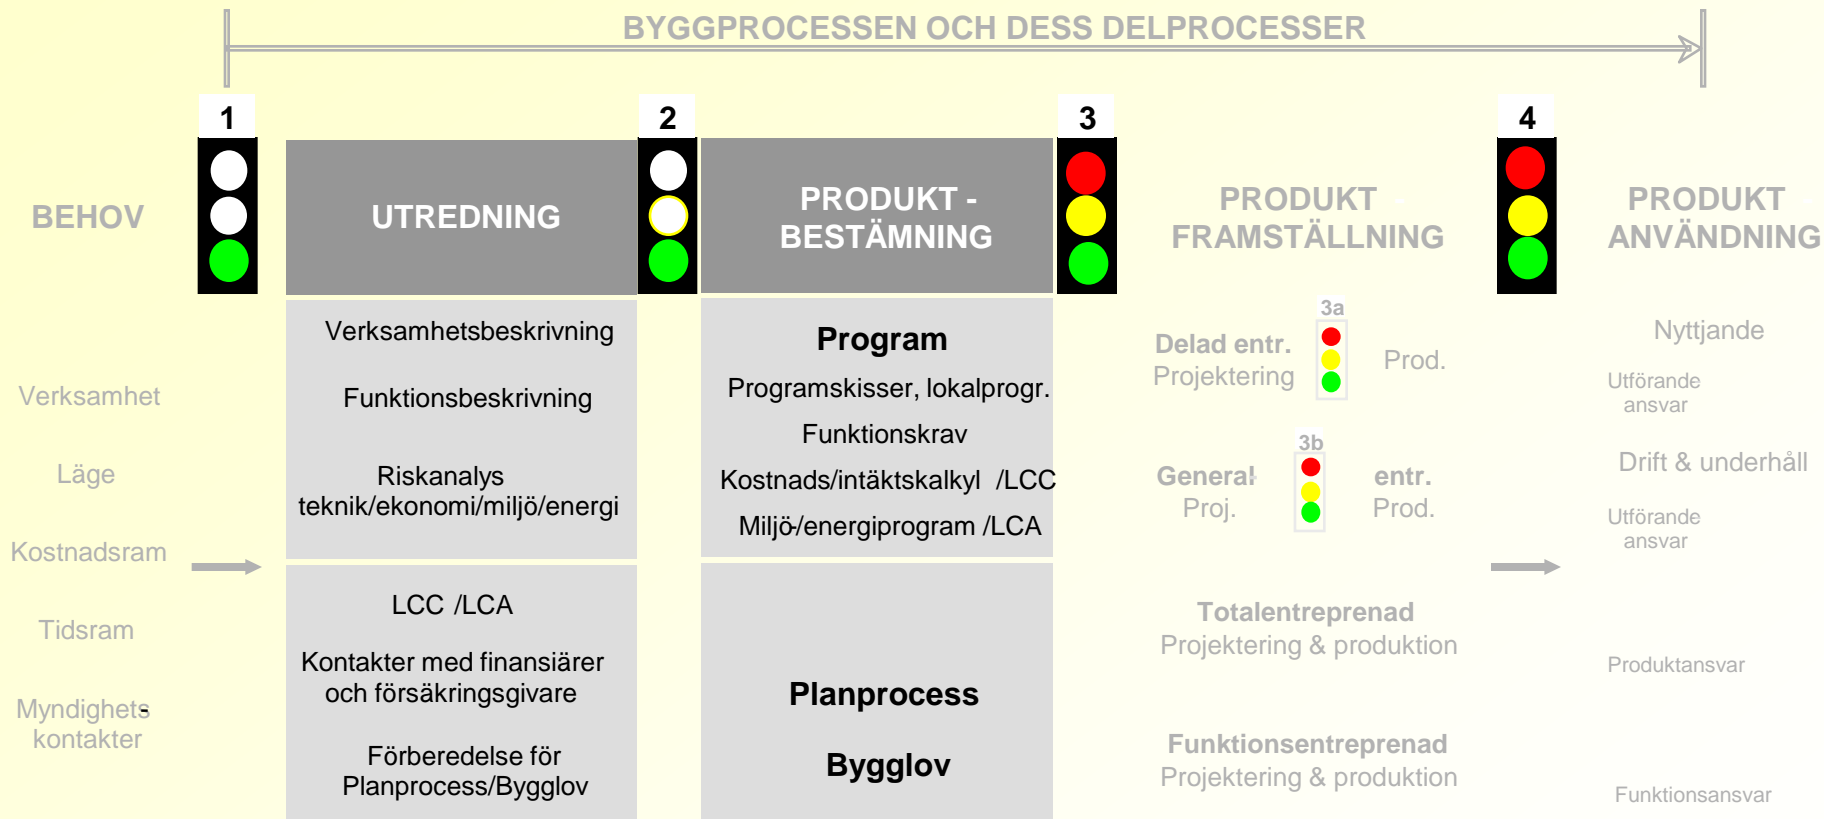 BYGGPROCESSEN OCH DESS DELPROCESSER
1
2
3
4
BEHOV
UTREDNING
PRODUKT -
BESTÄMNING
PRODUKT
FRAMSTÄLLNING
PRODUKT
ANVÄNDNING
Verksamhet
Läge
Kostnadsram
Tidsram
Myndighets-
kontakter
Verksamhetsbeskrivning
Funktionsbeskrivning
Riskanalys
teknik/ekonomi/miljö/energi
LCC /LCA
Kontakter med finansiärer
och försäkringsgivare
Förberedelse för
Planprocess/Bygglov
Program
Programskisser, lokalprogr.
Funktionskrav
Kostnads/intäktskalkyl /LCC
Miljö-/energiprogram /LCA
Planprocess
Bygglov
3a
Delad entr.
Projektering
Prod.
3b
General- entr.
Proj. Prod.
Totalentreprenad
Projektering & produktion
Funktionsentreprenad
Projektering & produktion
Nyttjande
Utförande
ansvar
Drift & underhåll
Utförande
ansvar
Produktansvar
Funktionsansvar